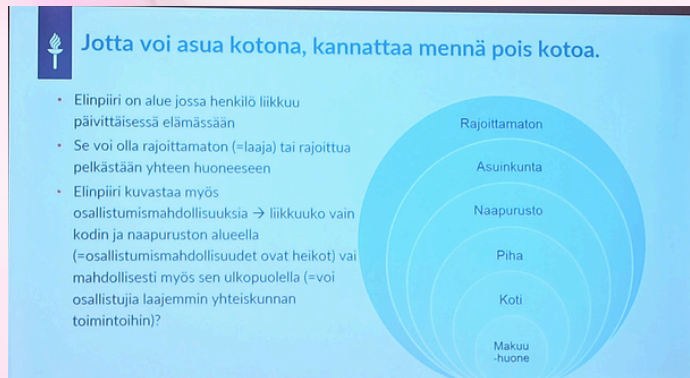 Jotta voi asua kotona, kannattaa mennä pois kotoa.
• Elinpiiri on alue jossa henkilö liikkuu
päivittäisessä elämässään
• Se voi olla rajoittamaton (=laaja) tai rajoittua
pelkästään yhteen huoneeseen
• Elinpiiri kuvastaa myös
osallistumismahdollisuuksia → liikkuuko vain
kodin ja naapuruston alueella
(=osallistumismahdollisuudet ovat heikot) vai
mahdollisesti myös sen ulkopuolella (=voi
osallistujia laajemmin yhteiskunnan
toimintoihin)?
Rajoittamaton
Asuinkunta
Naapurusto
Piha
Koti
Makuu
-huone